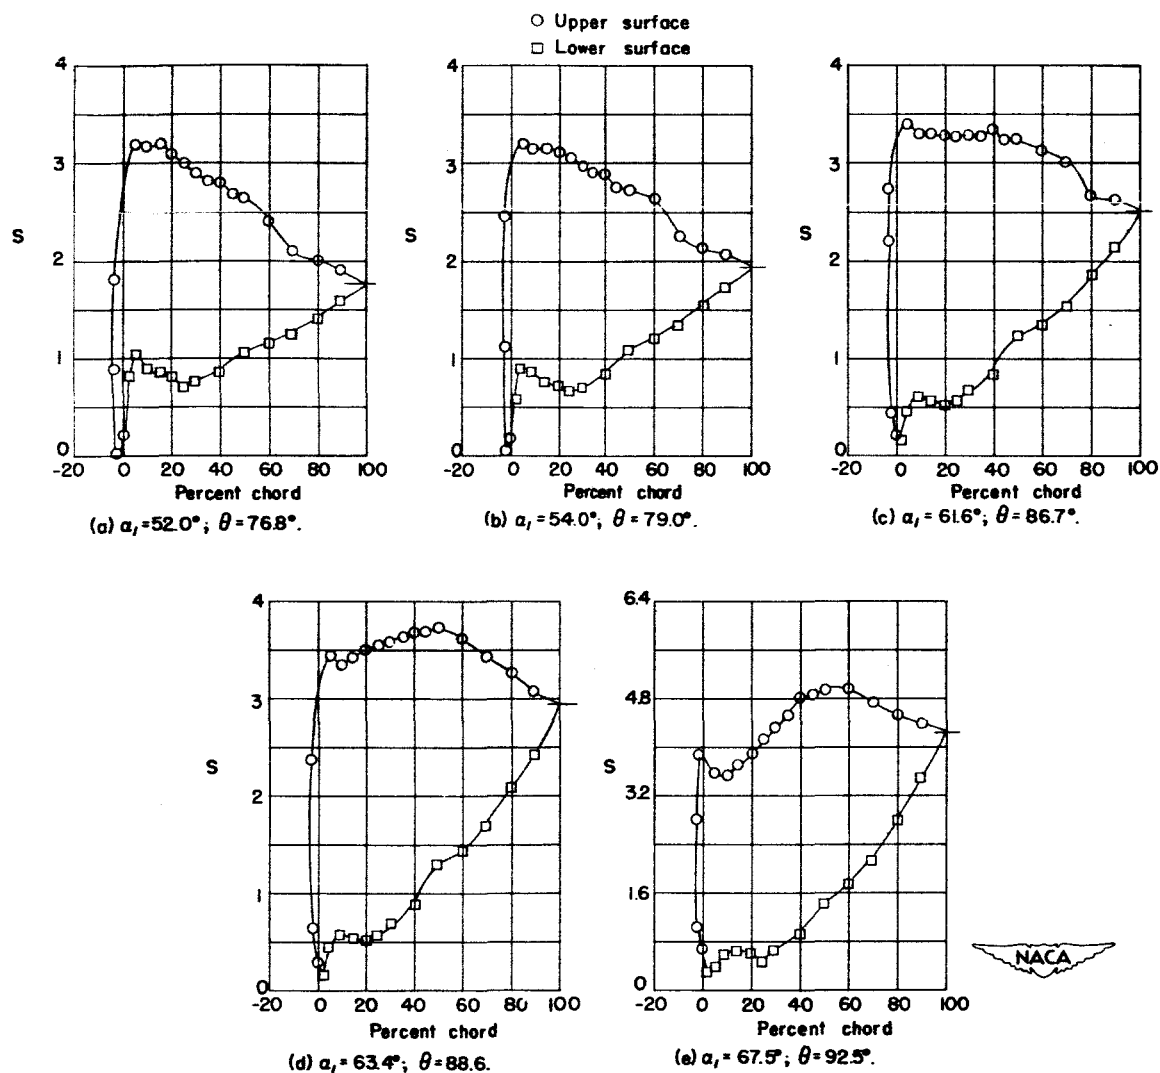 ○ Upper surface
□ Lower surface
4 4 4
3 3 3
S S S
2 2 2
1 1 1
0 0 0
-20 0 20 40 60 80 100 -20 0 20 40 60 80 100 -20 0 20 40 60 80 100
Percent chord Percent chord Percent chord
(a) α₁=52.0°; θ=76.8°. (b) α₁=54.0°; θ=79.0°. (c) α₁=61.6°; θ=86.7°.
4 6.4
3 4.8
S S
2 3.2
1 1.6
0 0
-20 0 20 40 60 80 100 -20 0 20 40 60 80 100
NACA
Percent chord Percent chord
(d) α₁=63.4°; θ=88.6. (e) α₁=67.5°; θ=92.5°.